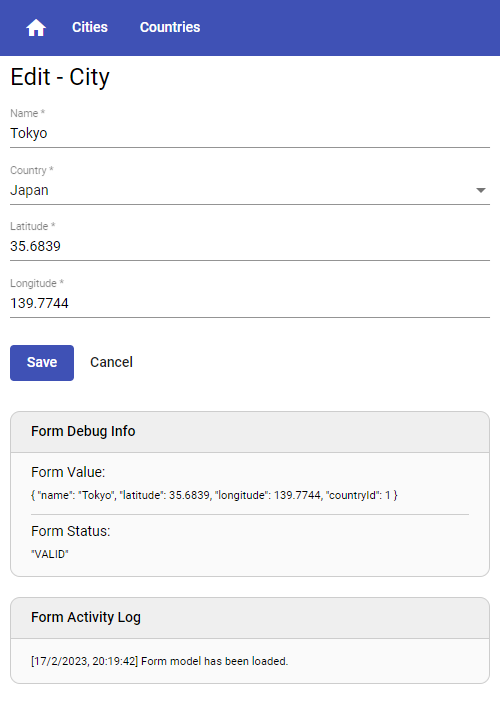 Cities Countries
Edit - City
Name *
Tokyo
Country *
Japan
Latitude *
35.6839
Longitude *
139.7744
Save Cancel
Form Debug Info
Form Value:
{ "name": "Tokyo", "latitude": 35.6839, "longitude": 139.7744, "countryId": 1 }
Form Status:
"VALID"
Form Activity Log
[17/2/2023, 20:19:42] Form model has been loaded.